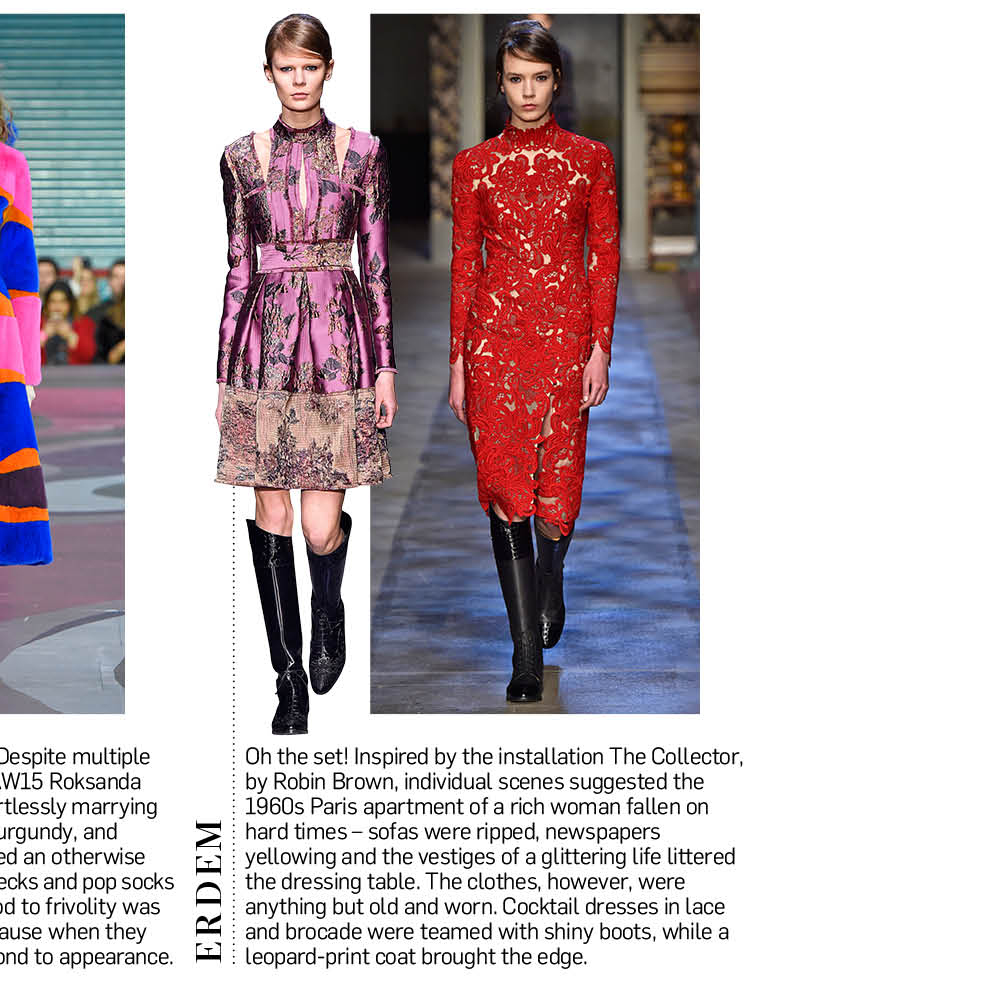 Despite multiple
AW15 Roksanda
rtlessly marrying
urgundy, and
ed an otherwise
ecks and pop socks
od to frivolity was
ause when they
ond to appearance.
ERDEM
Oh the set! Inspired by the installation The Collector,
by Robin Brown, individual scenes suggested the
1960s Paris apartment of a rich woman fallen on
hard times – sofas were ripped, newspapers
yellowing and the vestiges of a glittering life littered
the dressing table. The clothes, however, were
anything but old and worn. Cocktail dresses in lace
and brocade were teamed with shiny boots, while a
leopard-print coat brought the edge.